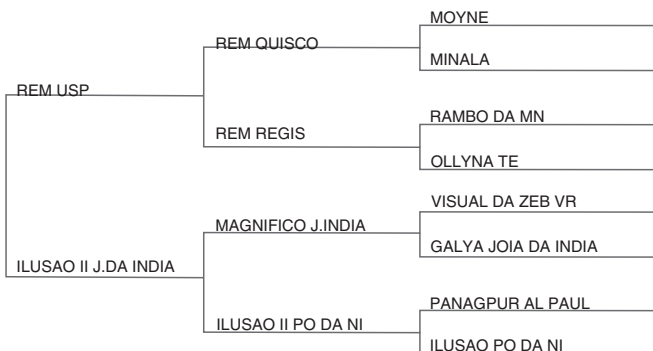 MOYNE
REM QUISCO
MINALA
REM USP
RAMBO DA MN
REM REGIS
OLLYNA TE
VISUAL DA ZEB VR
MAGNIFICO J.INDIA
GALYA JOIA DA INDIA
ILUSAO II J.DA INDIA
PANAGPUR AL PAUL
ILUSAO II PO DA NI
ILUSAO PO DA NI